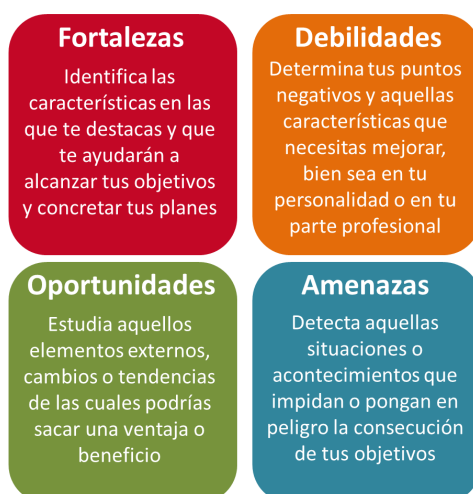 Fortalezas
Identifica las
características en las
que te destacas y que
te ayudarán a
alcanzar tus objetivos
y concretar tus planes
Debilidades
Determina tus puntos
negativos y aquellas
características que
necesitas mejorar,
bien sea en tu
personalidad o en tu
parte profesional
Oportunidades
Estudia aquellos
elementos externos,
cambios o tendencias
de las cuales podrías
sacar una ventaja o
beneficio
Amenazas
Detecta aquellas
situaciones o
acontecimientos que
impidan o pongan en
peligro la consecución
de tus objetivos